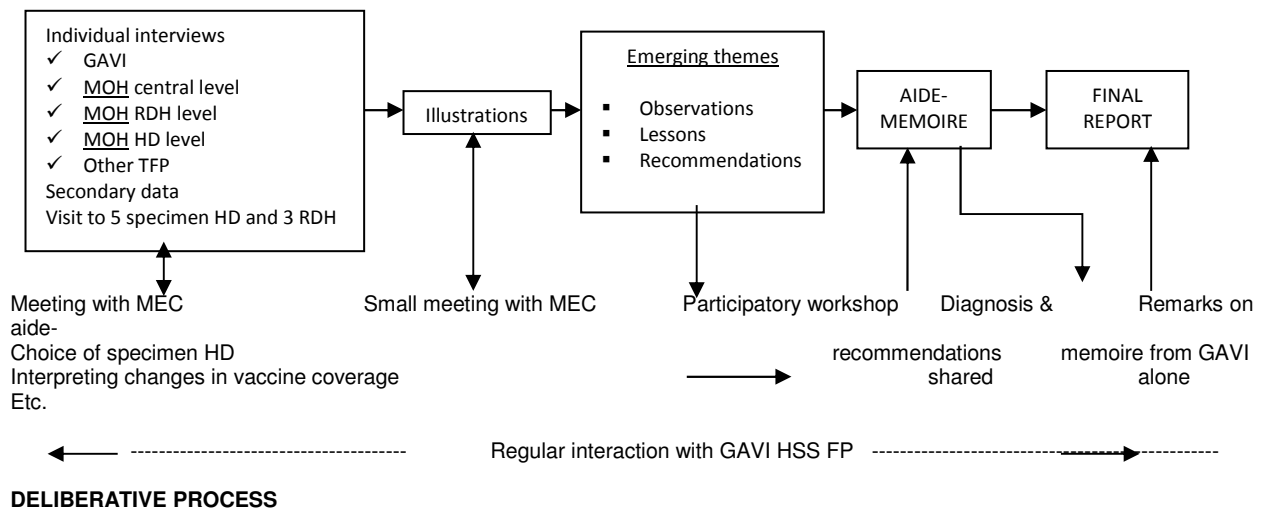 Individual interviews
✓ GAVI
✓ MOH central level
✓ MOH RDH level
✓ MOH HD level
✓ Other TFP
Secondary data
Visit to 5 specimen HD and 3 RDH
Illustrations
Emerging themes
▪ Observations
▪ Lessons
▪ Recommendations
AIDE-
MEMOIRE
FINAL
REPORT
Meeting with MEC Small meeting with MEC Participatory workshop Diagnosis & Remarks on
aide-
Choice of specimen HD recommendations memoire from GAVI
Interpreting changes in vaccine coverage shared alone
Etc.
Regular interaction with GAVI HSS FP
DELIBERATIVE PROCESS